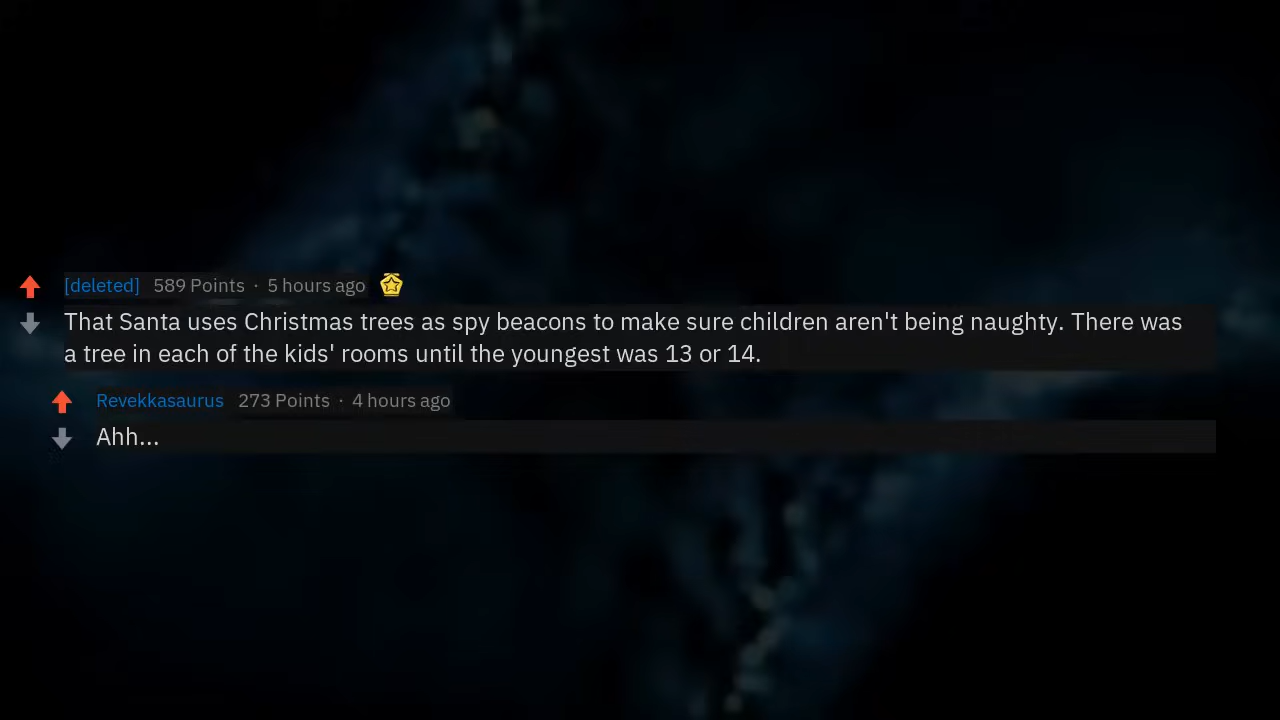 [deleted] 589 Points · 5 hours ago
That Santa uses Christmas trees as spy beacons to make sure children aren't being naughty. There was
a tree in each of the kids' rooms until the youngest was 13 or 14.
Revekkasaurus 273 Points · 4 hours ago
Ahh...